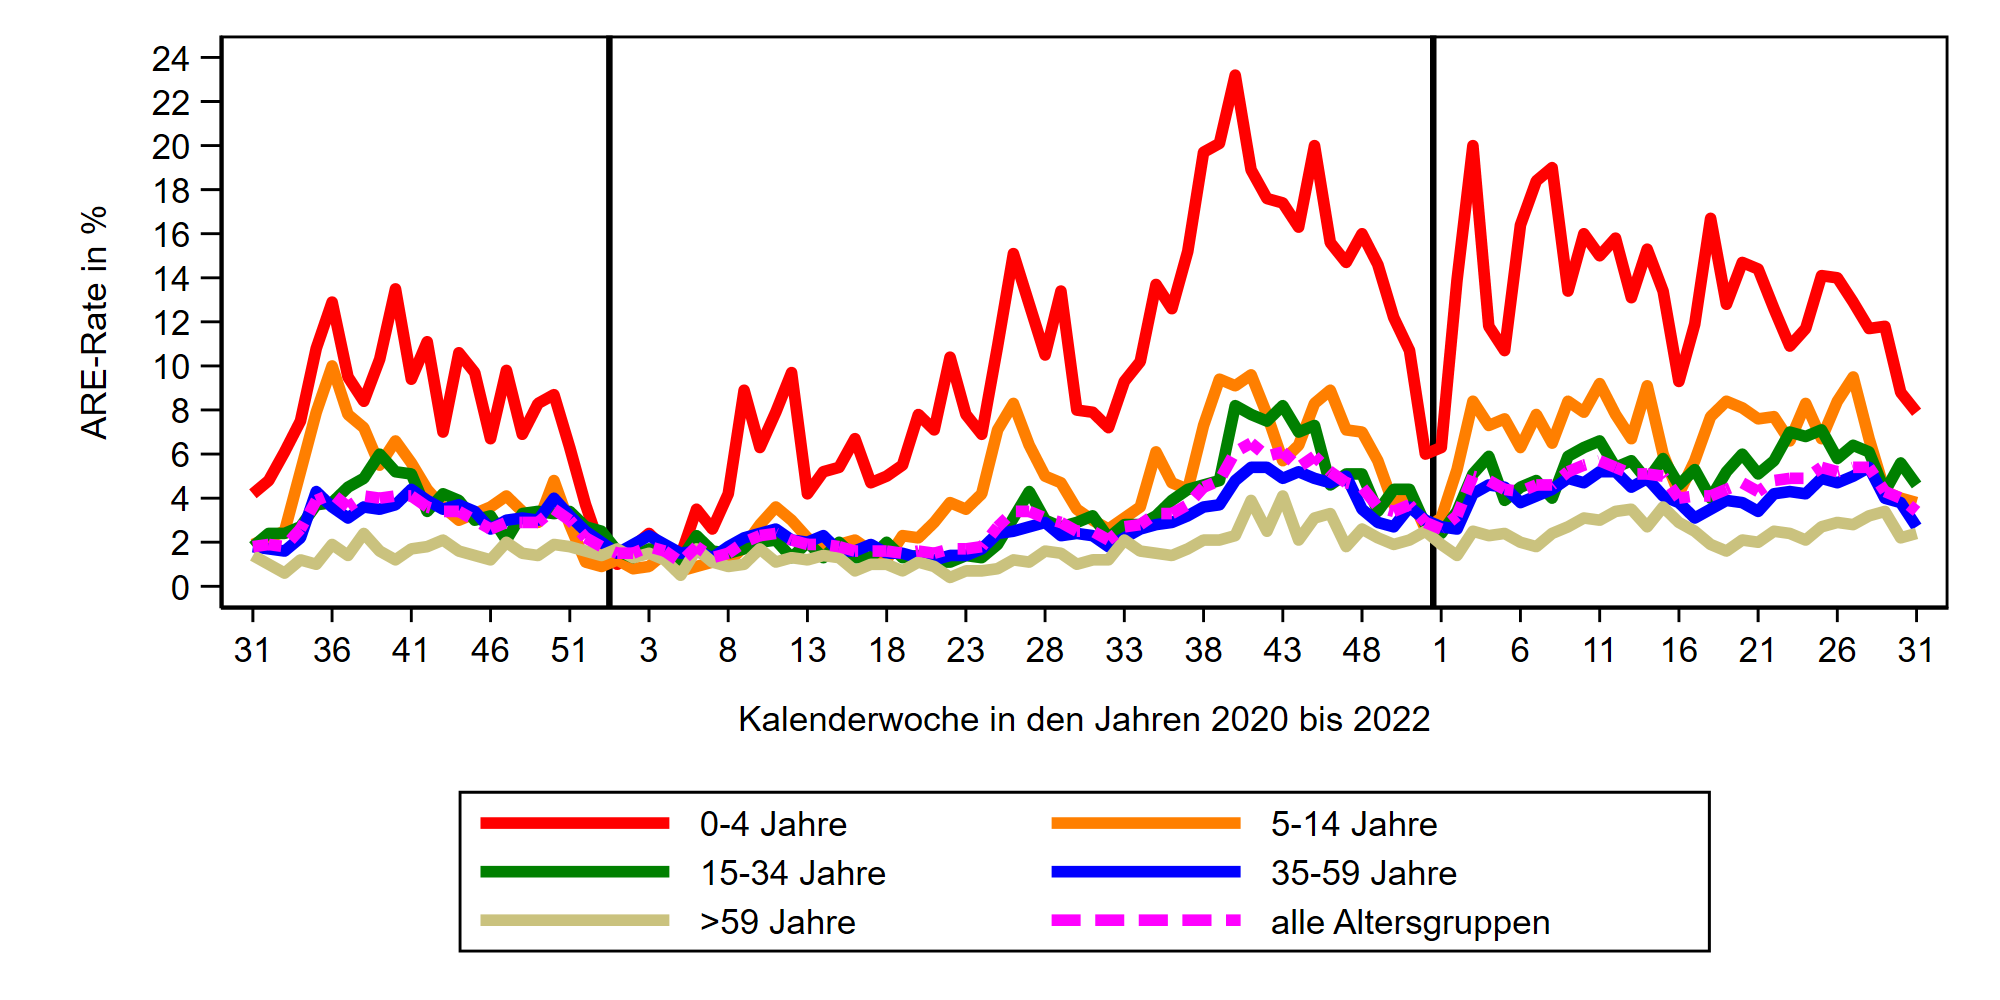 24
22
20
18
16
14
12
10
8
6
4
2
0
ARE-Rate in %
31 36 41 46 51 3 8 13 18 23 28 33 38 43 48 1 6 11 16 21 26 31
Kalenderwoche in den Jahren 2020 bis 2022
0-4 Jahre 5-14 Jahre
15-34 Jahre 35-59 Jahre
>59 Jahre alle Altersgruppen